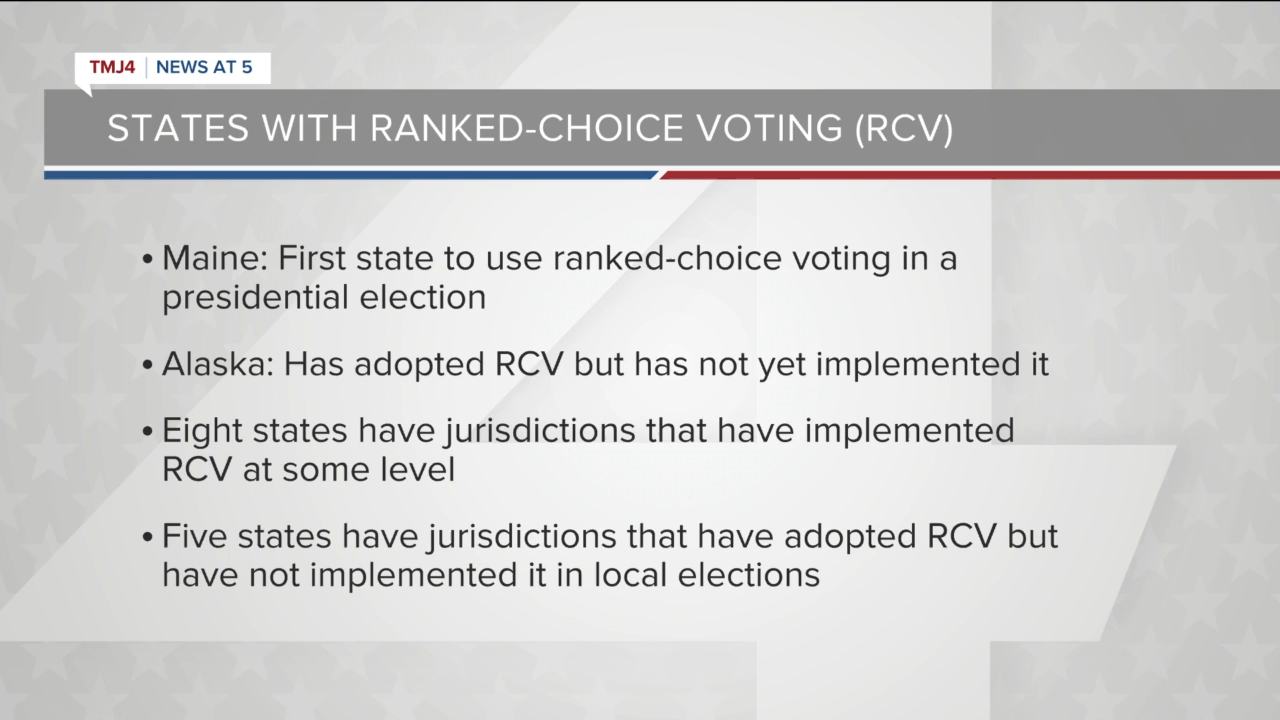 TMJ4 | NEWS AT 5
STATES WITH RANKED-CHOICE VOTING (RCV)
• Maine: First state to use ranked-choice voting in a
presidential election
• Alaska: Has adopted RCV but has not yet implemented it
• Eight states have jurisdictions that have implemented
RCV at some level
• Five states have jurisdictions that have adopted RCV but
have not implemented it in local elections